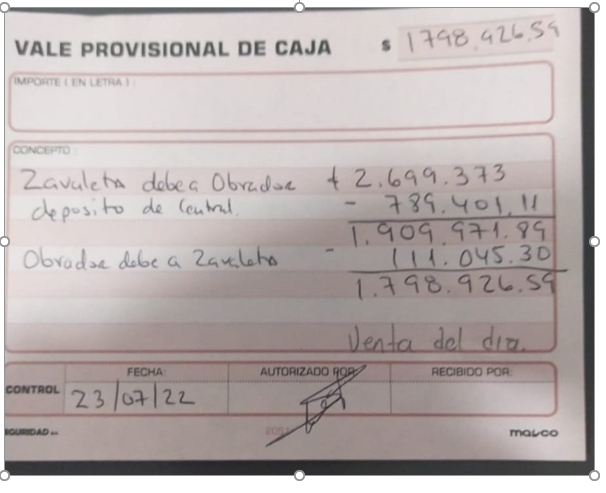 VALE PROVISIONAL DE CAJA $ 1798.926.59
IMPORTE ( EN LETRA )
CONCEPTO
Zavaleta debe a Obrador + 2.699.373
deposito de Central. - 789.401.11
1.909.971.89
Obrador debe a Zavaleta - 111.045.30
1.798.926.59
Venta del dia.
FECHA: AUTORIZADO POR: RECIBIDO POR:
CONTROL 23/07/22
malco